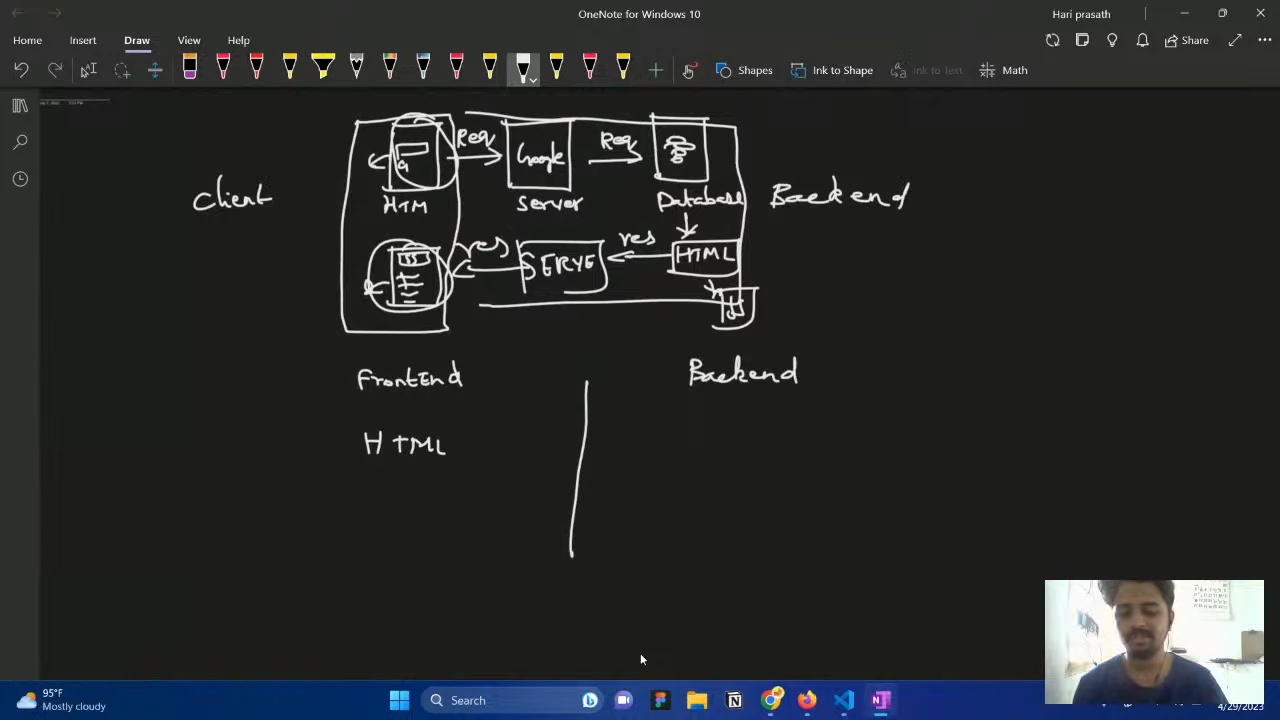 OneNote for Windows 10
Hari prasath
Home Insert Draw View Help
Share
Shapes
Ink to Shape
Ink to Text
Math
Req
Req
Google
HTM
Server
Database
Client
Backend
res
res
HTML
SERVE
FrontEnd
Backend
HTML
95°F
Mostly cloudy
Search